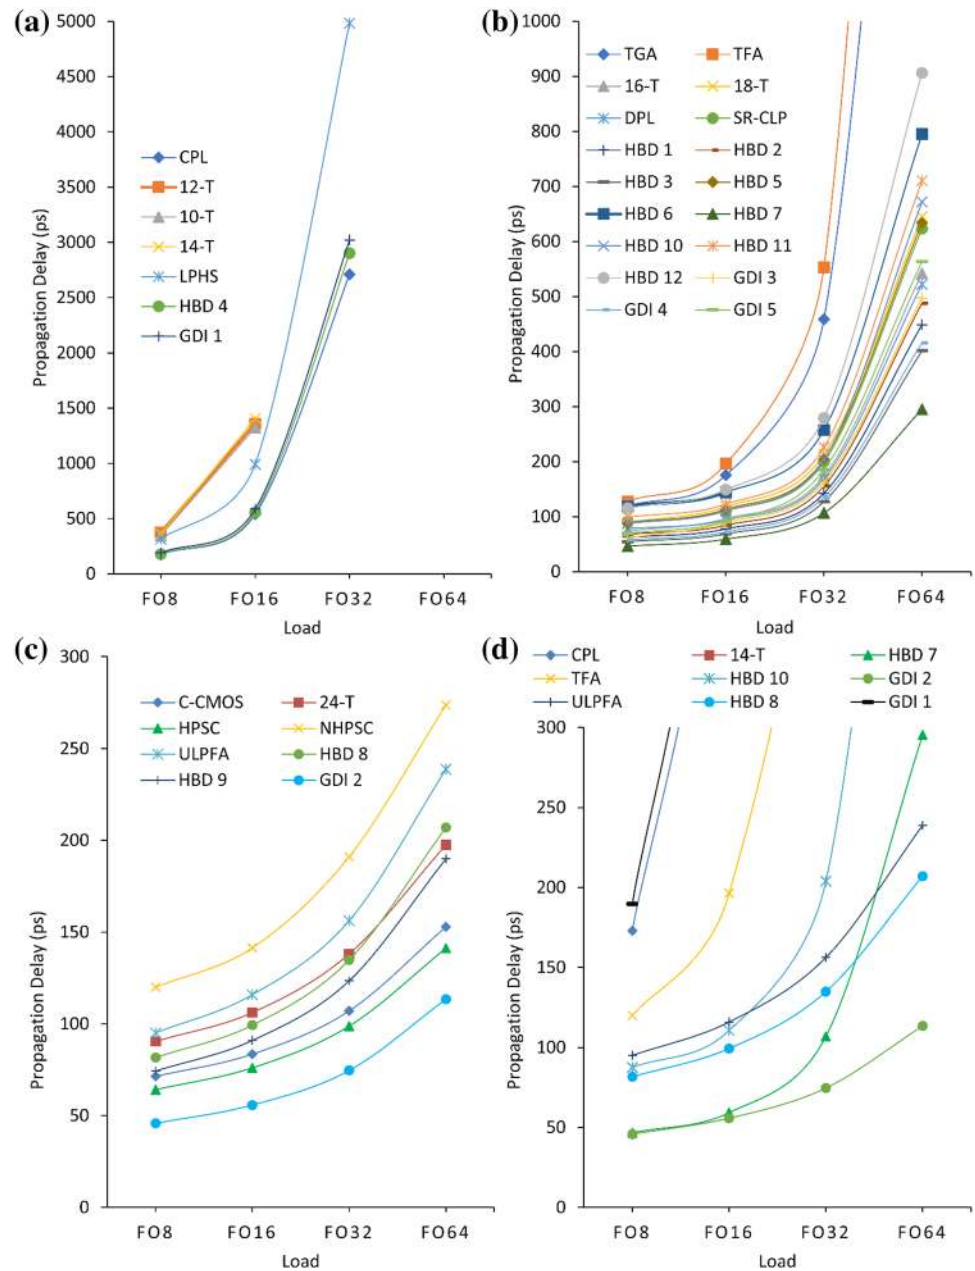 (a)
5000
4500
4000
3500
3000
2500
2000
1500
1000
500
0
Propagation Delay (ps)
CPL
12-T
10-T
14-T
LPHS
HBD 4
GDI 1
FO8 FO16 FO32 FO64
Load
(b)
1000
900
800
700
600
500
400
300
200
100
0
Propagation Delay (ps)
TGA TFA
16-T 18-T
DPL SR-CLP
HBD 1 HBD 2
HBD 3 HBD 5
HBD 6 HBD 7
HBD 10 HBD 11
HBD 12 GDI 3
GDI 4 GDI 5
FO8 FO16 FO32 FO64
Load
(c)
300
250
200
150
100
50
0
Propagation Delay (ps)
C-CMOS 24-T
HPSC NHPSC
ULPFA HBD 8
HBD 9 GDI 2
FO8 FO16 FO32 FO64
Load
(d)
CPL 14-T HBD 7
TFA HBD 10 GDI 2
ULPFA HBD 8 GDI 1
300
250
200
150
100
50
0
Propagation Delay (ps)
FO8 FO16 FO32 FO64
Load